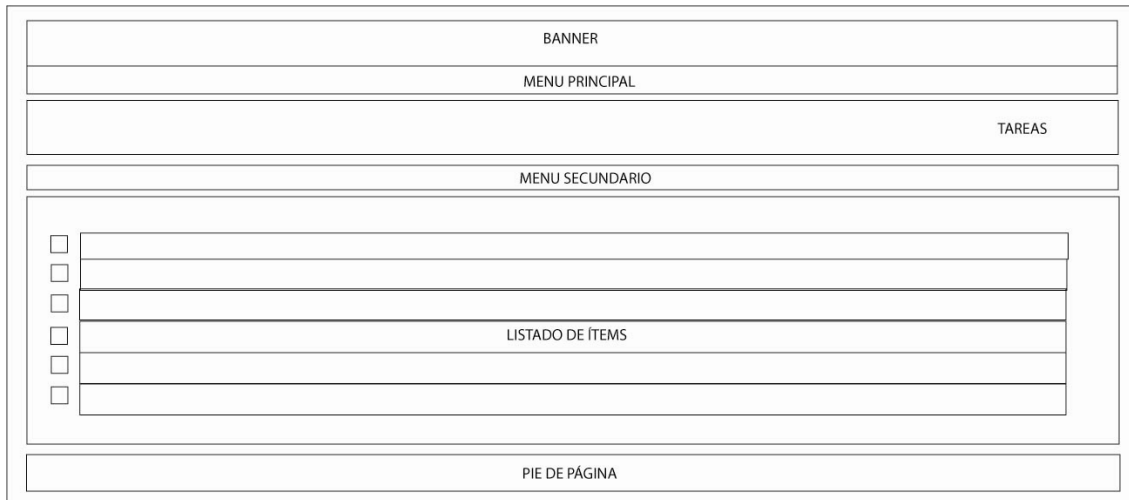 BANNER
MENU PRINCIPAL
TAREAS
MENU SECUNDARIO
LISTADO DE ÍTEMS
PIE DE PÁGINA